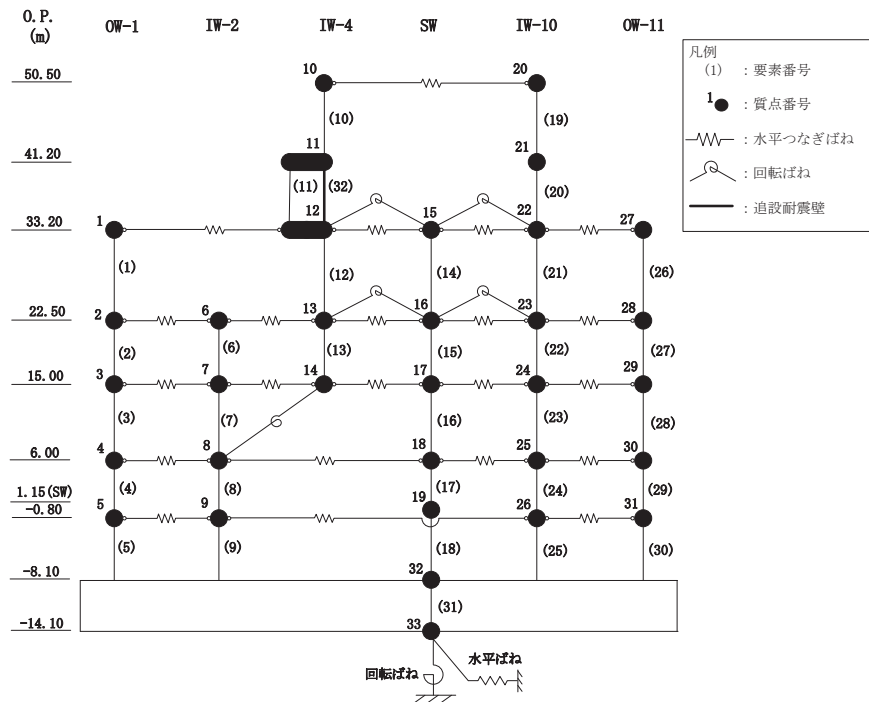 O.P.
(m)
OW-1 IW-2 IW-4 SW IW-10 OW-11
凡例
(1) ：要素番号
1 ：質点番号
：水平つなぎばね
：回転ばね
：追設耐震壁
50.50 10 20
(10) (19)
41.20 11 21
(11) (32) (20)
33.20 1 12 15 22 27
(1) (12) (14) (21) (26)
22.50 2 6 13 16 23 28
(2) (6) (13) (15) (22) (27)
15.00 3 7 14 17 24 29
(3) (7) (16) (23) (28)
6.00 4 8 18 25 30
(4) (8) (17) (24) (29)
1.15(SW) 19
-0.80 5 9 26 31
(5) (9) (18) (25) (30)
-8.10 32
(31)
-14.10 33
水平ばね
回転ばね